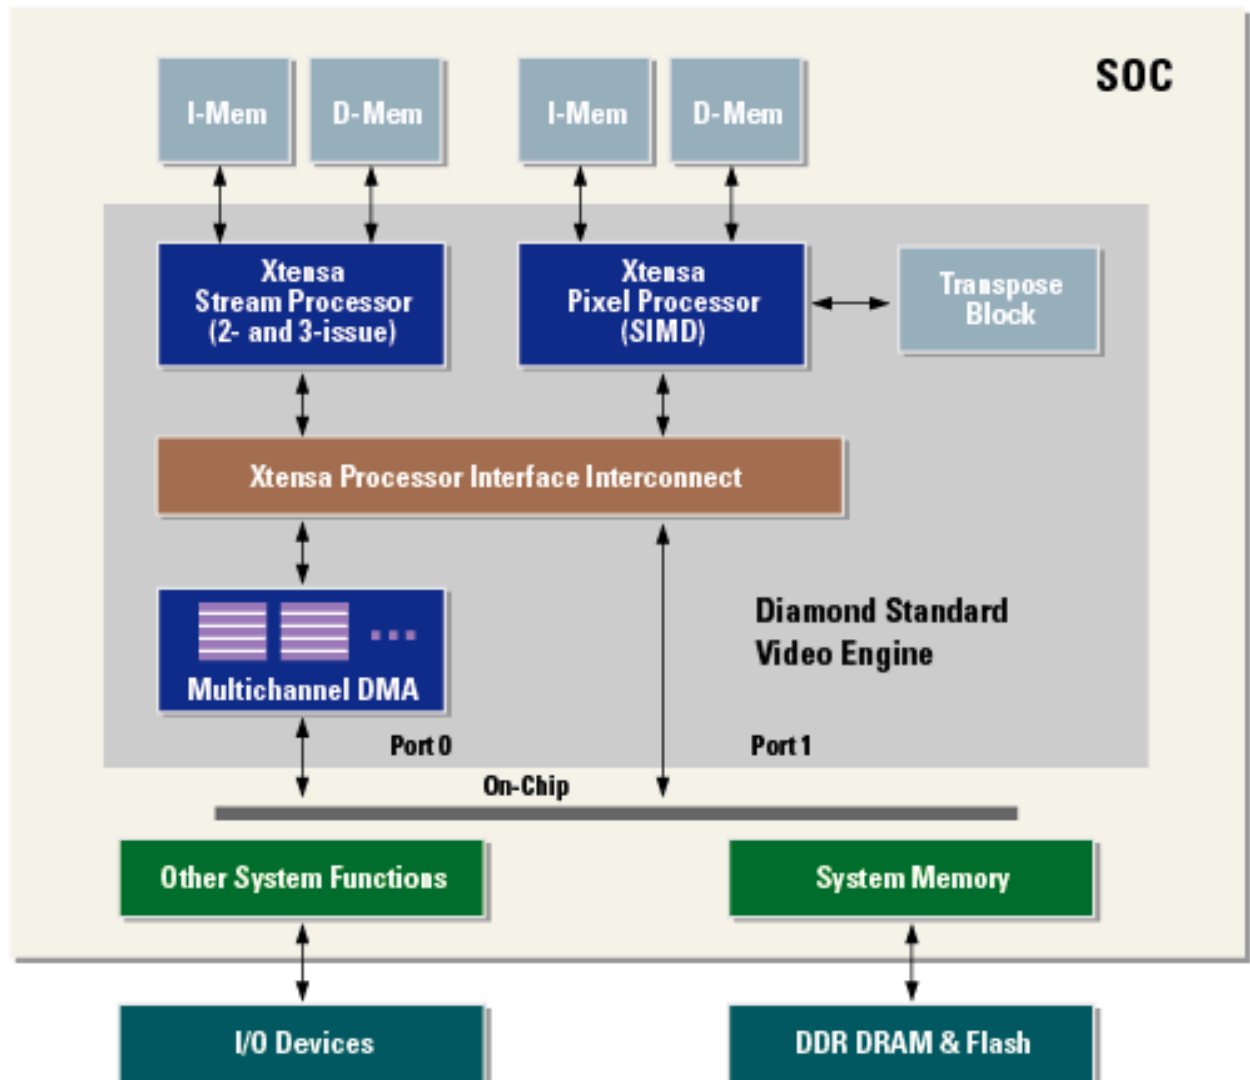 SOC
I-Mem
D-Mem
I-Mem
D-Mem
Xtensa
Stream Processor
(2- and 3-issue)
Xtensa
Pixel Processor
(SIMD)
Transpose
Block
Xtensa Processor Interface Interconnect
Multichannel DMA
Diamond Standard
Video Engine
Port 0
Port 1
On-Chip
Other System Functions
System Memory
I/O Devices
DDR DRAM & Flash